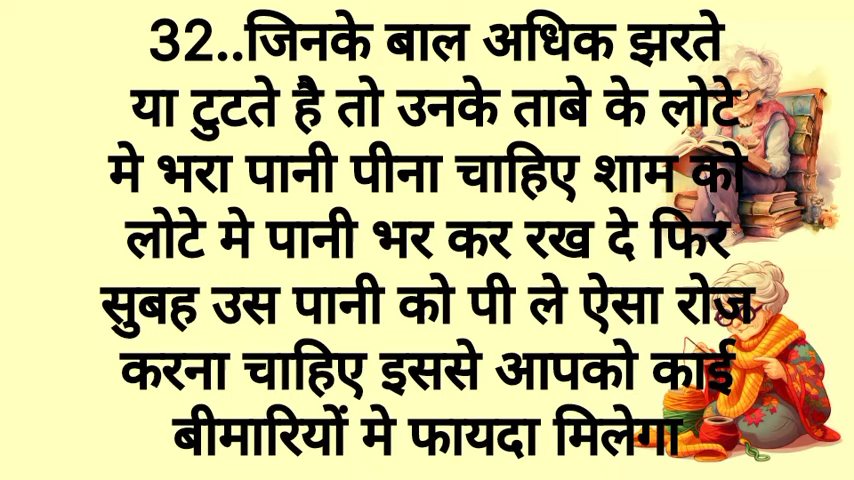 32..जिनके बाल अधिक झरते
या टुटते है तो उनके ताबे के लोटे
मे भरा पानी पीना चाहिए शाम को
लोटे मे पानी भर कर रख दे फिर
सुबह उस पानी को पी ले ऐसा रोज
करना चाहिए इससे आपको काई
बीमारियों मे फायदा मिलेगा